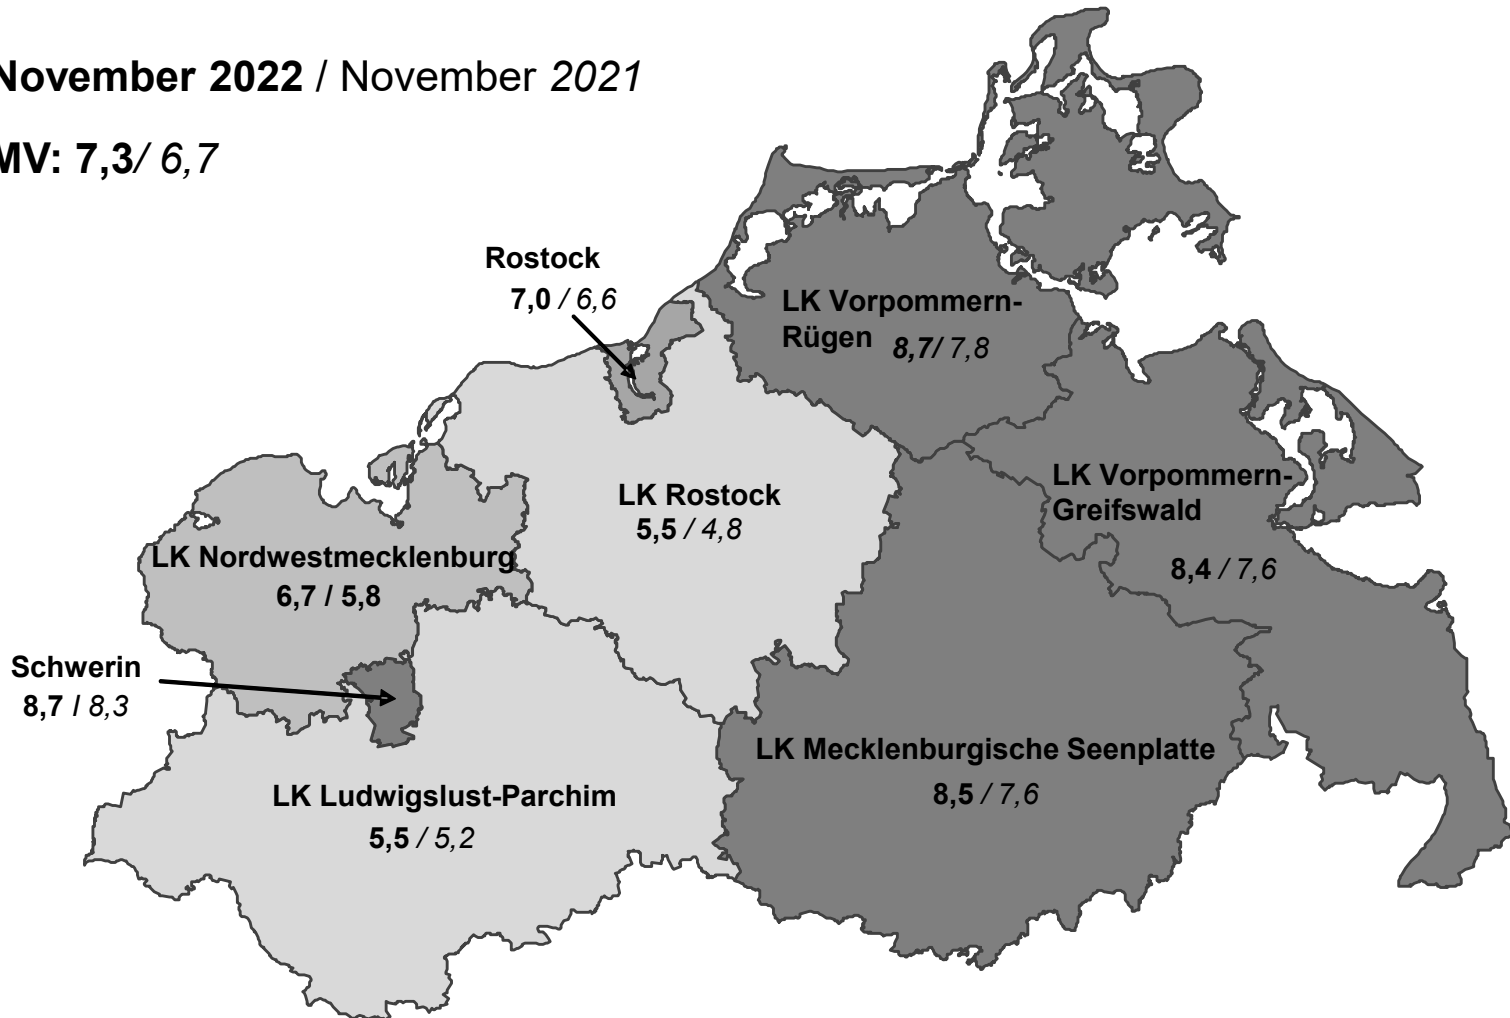 November 2022 / November 2021
MV: 7,3/ 6,7
Rostock
7,0 / 6,6
LK Vorpommern-
Rügen 8,7/ 7,8
LK Vorpommern-
Greifswald
8,4 / 7,6
LK Rostock
5,5 / 4,8
LK Nordwestmecklenburg
6,7 / 5,8
Schwerin
8,7 / 8,3
LK Mecklenburgische Seenplatte
8,5 / 7,6
LK Ludwigslust-Parchim
5,5 / 5,2